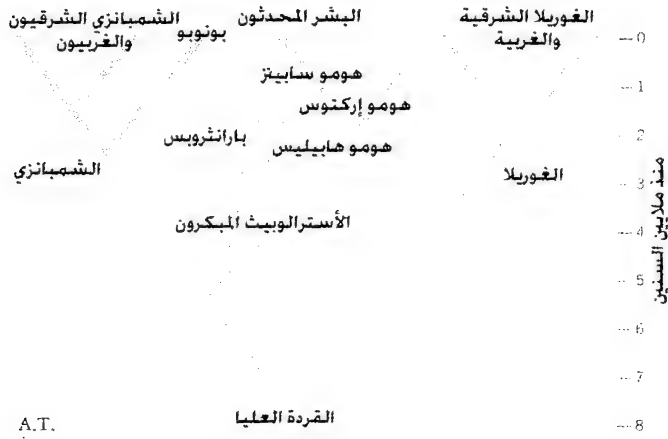 الغوريلا الشرقية
والغربية
البشر المحدثون
بونوبو
الشمبانزي الشرقيون
والغربيون
0
هومو سابينز
1
هومو إركتوس
بارانثروبس
2
هومو هابيليس
الغوريلا
الشمبانزي
3
الأسترالوبيث المبكرون
4
5
6
7
القردة العليا
8
منذ ملايين السنين
A.T.